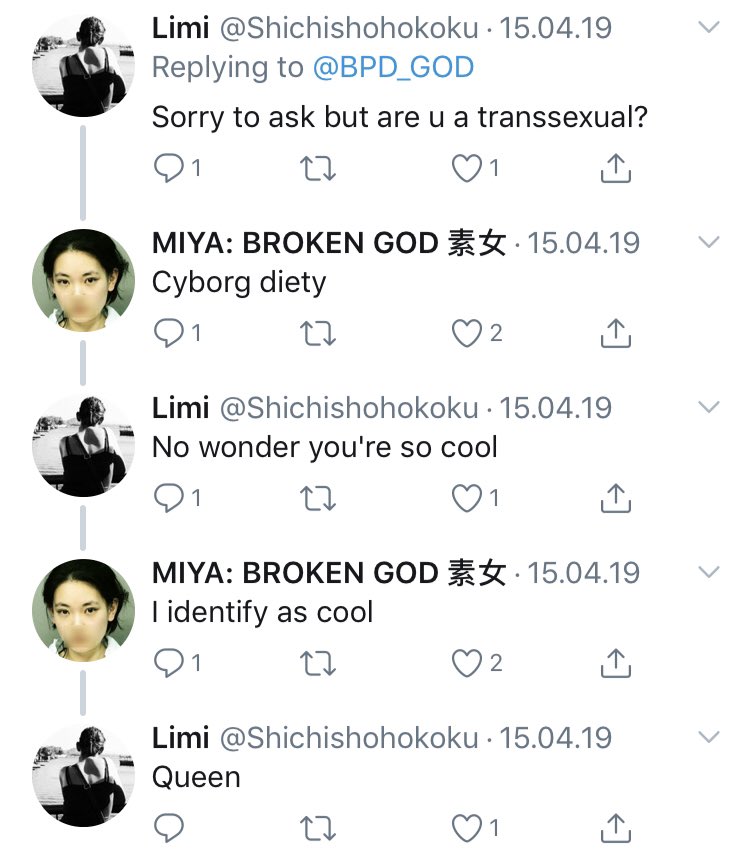 Limi @Shichishohokoku · 15.04.19
Replying to @BPD_GOD
Sorry to ask but are u a transsexual?
1 1
MIYA: BROKEN GOD 素女 · 15.04.19
Cyborg diety
1 2
Limi @Shichishohokoku · 15.04.19
No wonder you're so cool
1 1
MIYA: BROKEN GOD 素女 · 15.04.19
I identify as cool
1 2
Limi @Shichishohokoku · 15.04.19
Queen
1